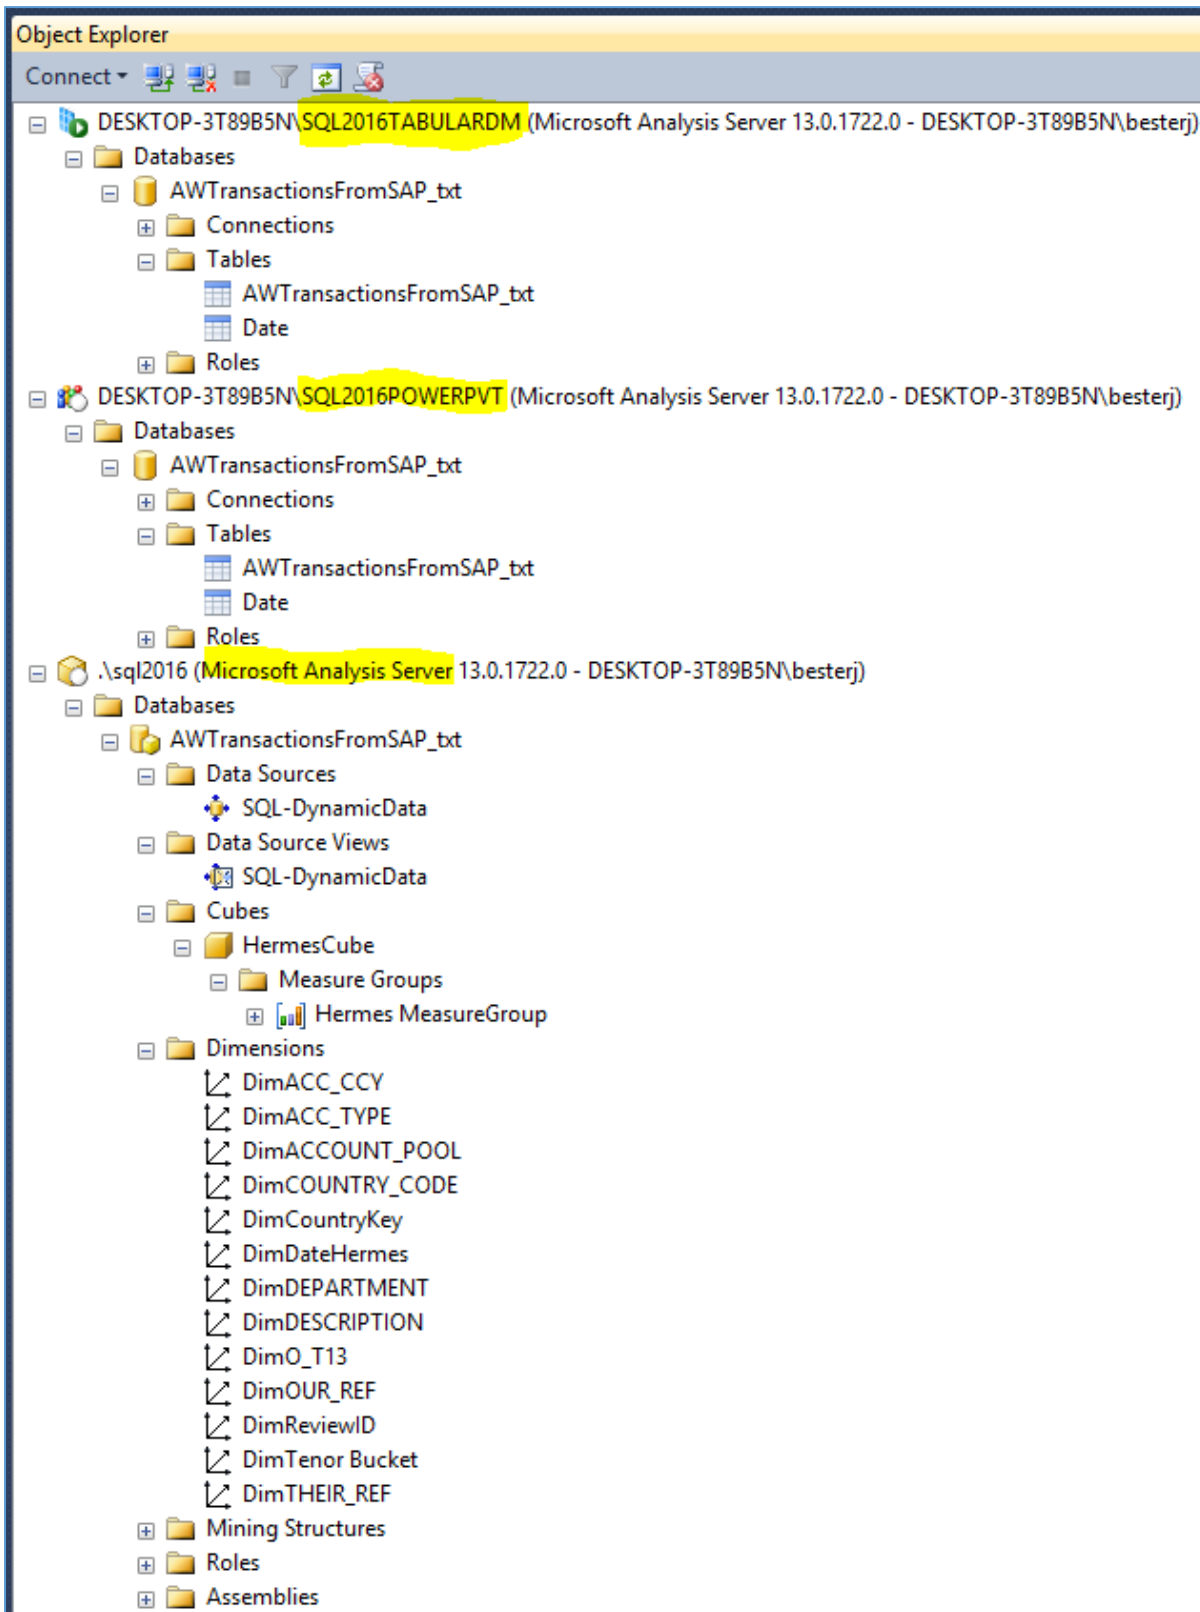 Object Explorer
Connect
DESKTOP-3T89B5N\SQL2016TABULARDM (Microsoft Analysis Server 13.0.1722.0 - DESKTOP-3T89B5N\besterj)
Databases
AWTransactionsFromSAP_txt
Connections
Tables
AWTransactionsFromSAP_txt
Date
Roles
DESKTOP-3T89B5N\SQL2016POWERPVT (Microsoft Analysis Server 13.0.1722.0 - DESKTOP-3T89B5N\besterj)
Databases
AWTransactionsFromSAP_txt
Connections
Tables
AWTransactionsFromSAP_txt
Date
Roles
.\sql2016 (Microsoft Analysis Server 13.0.1722.0 - DESKTOP-3T89B5N\besterj)
Databases
AWTransactionsFromSAP_txt
Data Sources
SQL-DynamicData
Data Source Views
SQL-DynamicData
Cubes
HermesCube
Measure Groups
Hermes MeasureGroup
Dimensions
DimACC_CCY
DimACC_TYPE
DimACCOUNT_POOL
DimCOUNTRY_CODE
DimCountryKey
DimDateHermes
DimDEPARTMENT
DimDESCRIPTION
DimO_T13
DimOUR_REF
DimReviewID
DimTenor Bucket
DimTHEIR_REF
Mining Structures
Roles
Assemblies